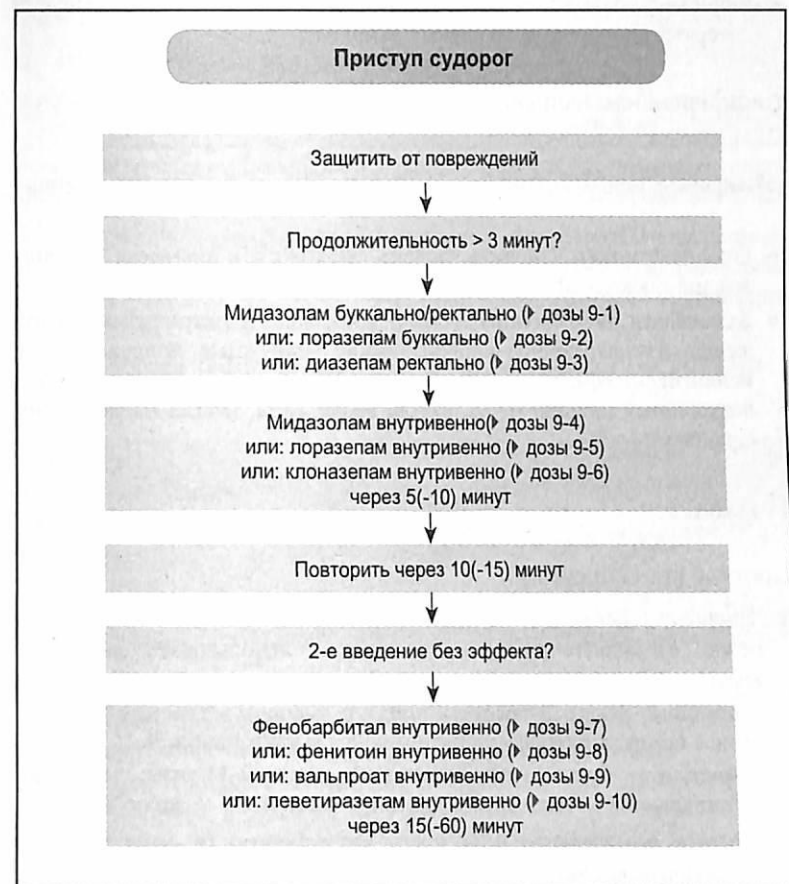 Приступ судорог
Защитить от повреждений
Продолжительность > 3 минут?
Мидазолам буккально/ректально (▶ дозы 9-1)
или: лоразепам буккально (▶ дозы 9-2)
или: диазепам ректально (▶ дозы 9-3)
Мидазолам внутривенно(▶ дозы 9-4)
или: лоразепам внутривенно (▶ дозы 9-5)
или: клоназепам внутривенно (▶ дозы 9-6)
через 5(-10) минут
Повторить через 10(-15) минут
2-е введение без эффекта?
Фенобарбитал внутривенно (▶ дозы 9-7)
или: фенитоин внутривенно (▶ дозы 9-8)
или: вальпроат внутривенно (▶ дозы 9-9)
или: леветиразетам внутривенно (▶ дозы 9-10)
через 15(-60) минут